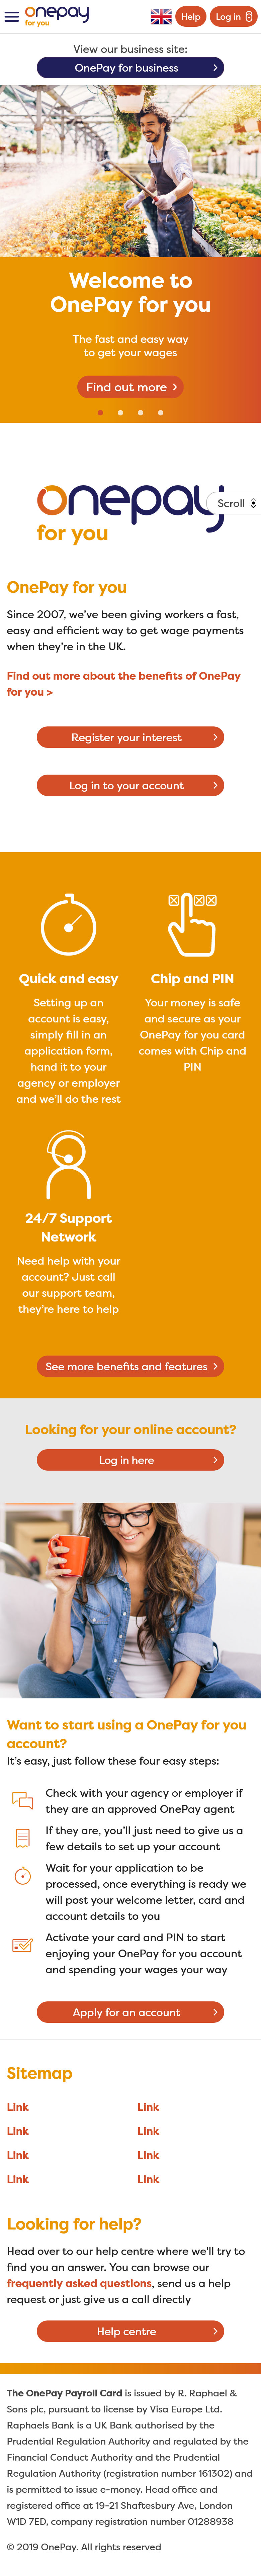 onepay
for you
Help
Log in
View our business site:
OnePay for business
Welcome to
OnePay for you
The fast and easy way
to get your wages
Find out more
onepay
for you
Scroll
OnePay for you
Since 2007, we've been giving workers a fast,
easy and efficient way to get wage payments
when they're in the UK.
Find out more about the benefits of OnePay
for you >
Register your interest
Log in to your account
Quick and easy
Setting up an
account is easy,
simply fill in an
application form,
hand it to your
agency or employer
and we'll do the rest
Chip and PIN
Your money is safe
and secure as your
OnePay for you card
comes with Chip and
PIN
24/7 Support
Network
Need help with your
account? Just call
our support team,
they're here to help
See more benefits and features
Looking for your online account?
Log in here
Want to start using a OnePay for you
account?
It's easy, just follow these four easy steps:
Check with your agency or employer if
they are an approved OnePay agent
If they are, you'll just need to give us a
few details to set up your account
Wait for your application to be
processed, once everything is ready we
will post your welcome letter, card and
account details to you
Activate your card and PIN to start
enjoying your OnePay for you account
and spending your wages your way
Apply for an account
Sitemap
Link Link
Link Link
Link Link
Link Link
Looking for help?
Head over to our help centre where we'll try to
find you an answer. You can browse our
frequently asked questions, send us a help
request or just give us a call directly
Help centre
The OnePay Payroll Card is issued by R. Raphael &
Sons plc, pursuant to license by Visa Europe Ltd.
Raphaels Bank is a UK Bank authorised by the
Prudential Regulation Authority and regulated by the
Financial Conduct Authority and the Prudential
Regulation Authority (registration number 161302) and
is permitted to issue e-money. Head office and
registered office at 19-21 Shaftesbury Ave, London
W1D 7ED, company registration number 01288938
© 2019 OnePay. All rights reserved